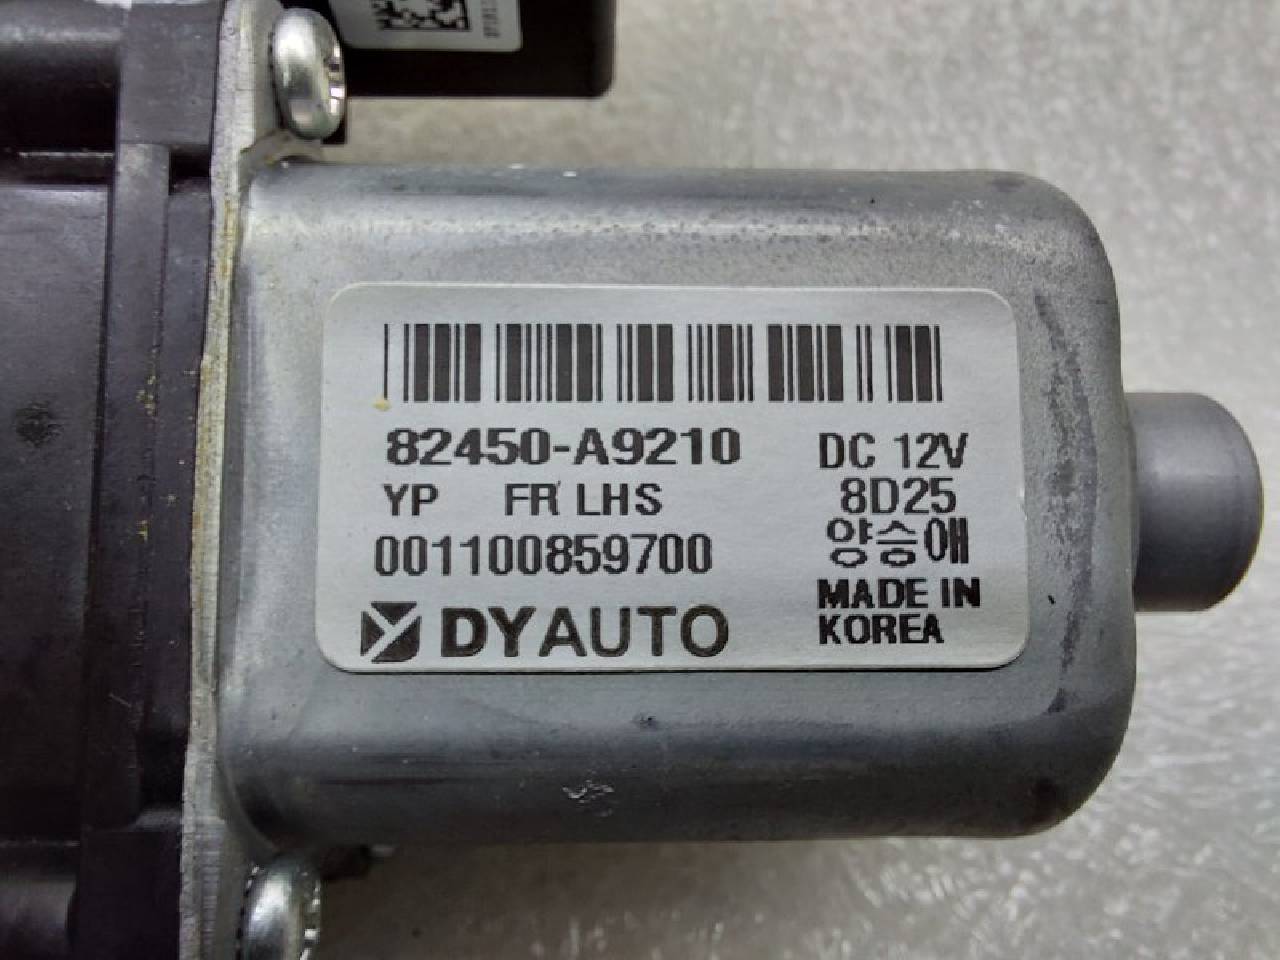 82450-A9210 DC 12V
YP FR LHS 8D25
001100859700 양승애
DYAUTO MADE IN
KOREA